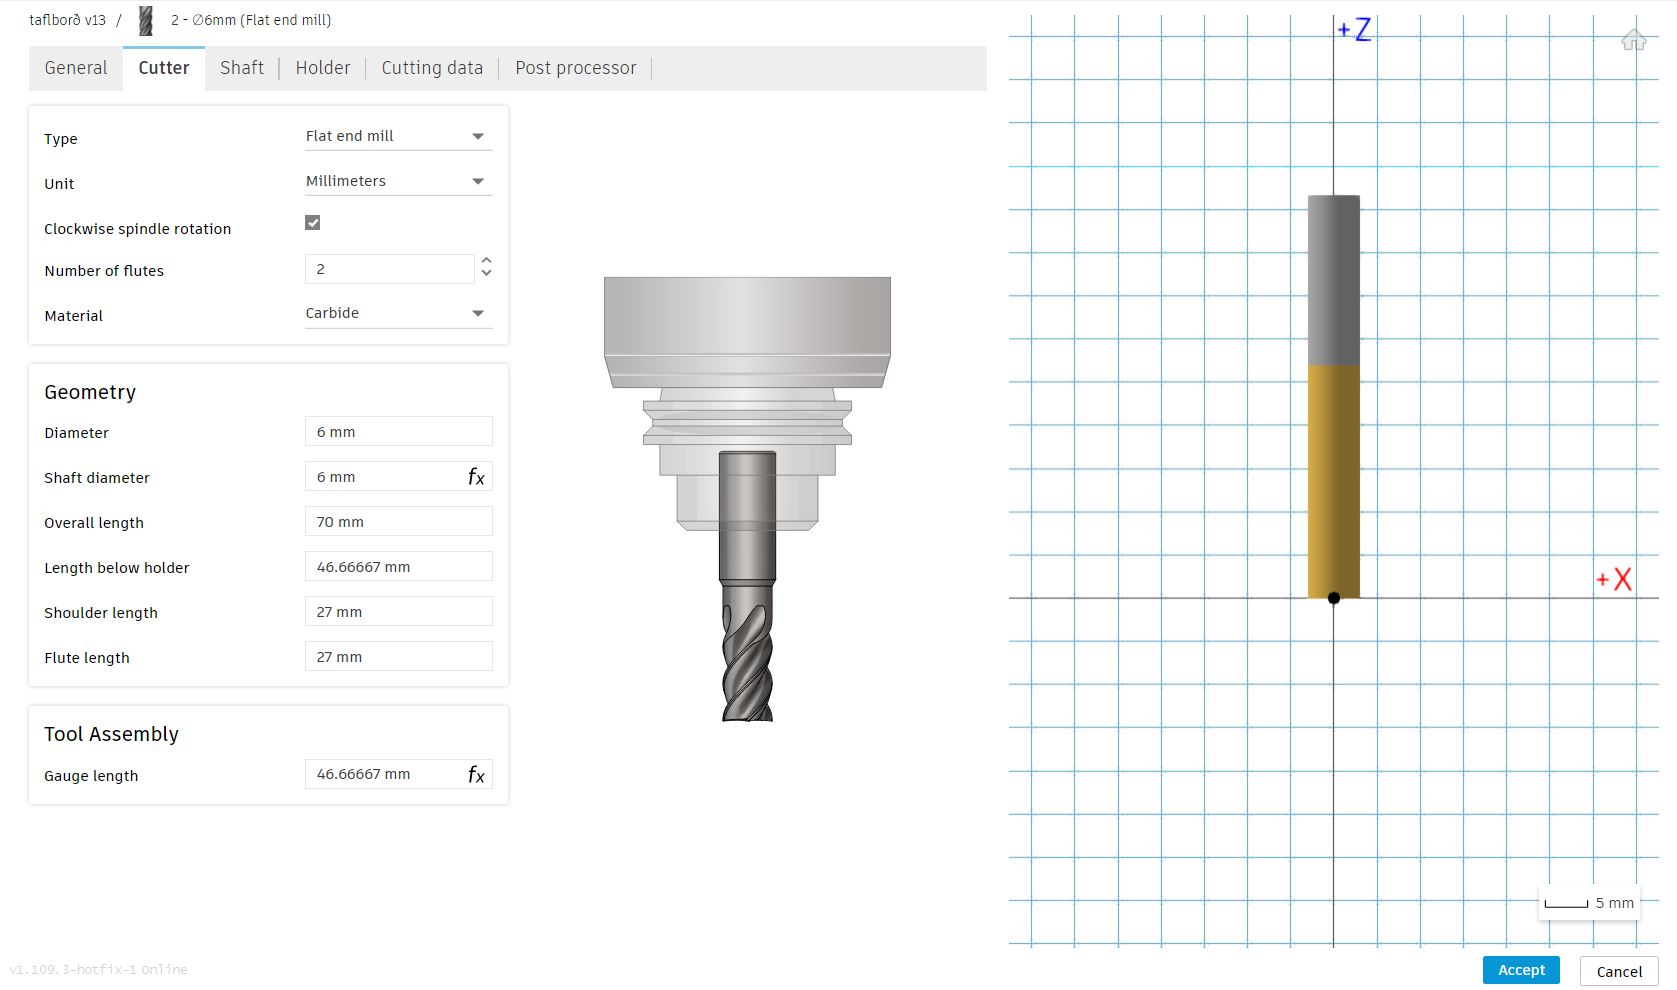 taflborð v13 / 2 - ∅6mm (Flat end mill)
General Cutter Shaft Holder Cutting data Post processor
Type Flat end mill
Unit Millimeters
Clockwise spindle rotation
Number of flutes 2
Material Carbide
Geometry
Diameter 6 mm
Shaft diameter 6 mm fx
Overall length 70 mm
Length below holder 46.66667 mm
Shoulder length 27 mm
Flute length 27 mm
Tool Assembly
Gauge length 46.66667 mm fx
+Z
+X
5 mm
v1.109.3-hotfix-1 Online
Accept Cancel